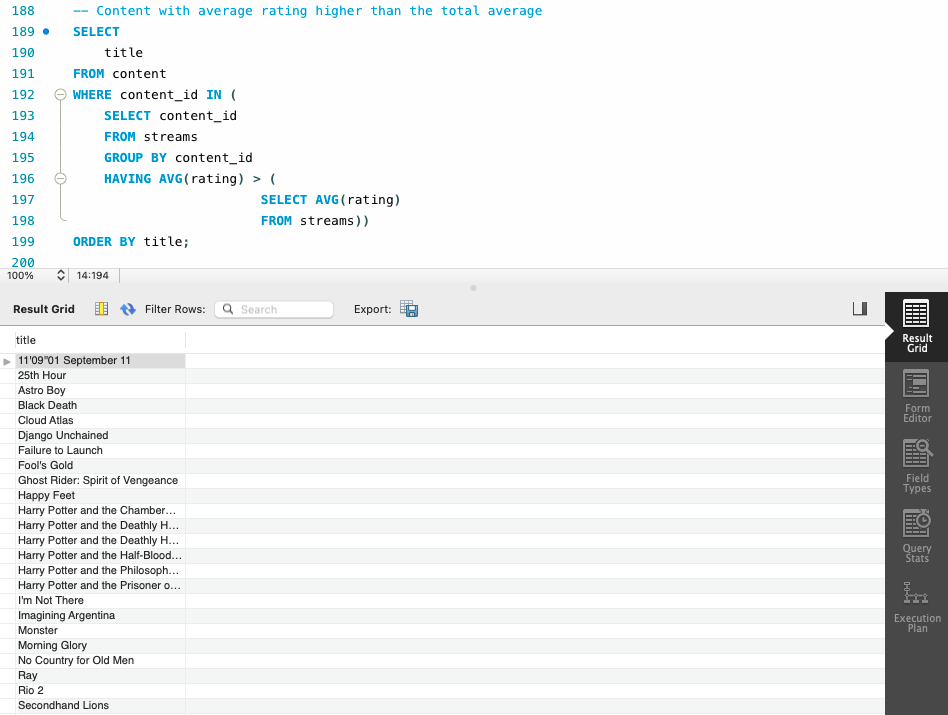 188 -- Content with average rating higher than the total average
189 SELECT
190 title
191 FROM content
192 WHERE content_id IN (
193 SELECT content_id
194 FROM streams
195 GROUP BY content_id
196 HAVING AVG(rating) > (
197 SELECT AVG(rating)
198 FROM streams))
199 ORDER BY title;
200
100% 14:194
Result Grid Filter Rows: Search Export:
title
11'09"01 September 11
25th Hour
Astro Boy
Black Death
Cloud Atlas
Django Unchained
Failure to Launch
Fool's Gold
Ghost Rider: Spirit of Vengeance
Happy Feet
Harry Potter and the Chamber...
Harry Potter and the Deathly H...
Harry Potter and the Deathly H...
Harry Potter and the Half-Blood...
Harry Potter and the Philosoph...
Harry Potter and the Prisoner o...
I'm Not There
Imagining Argentina
Monster
Morning Glory
No Country for Old Men
Ray
Rio 2
Secondhand Lions
Result
Grid
Form
Editor
Field
Types
Query
Stats
Execution
Plan